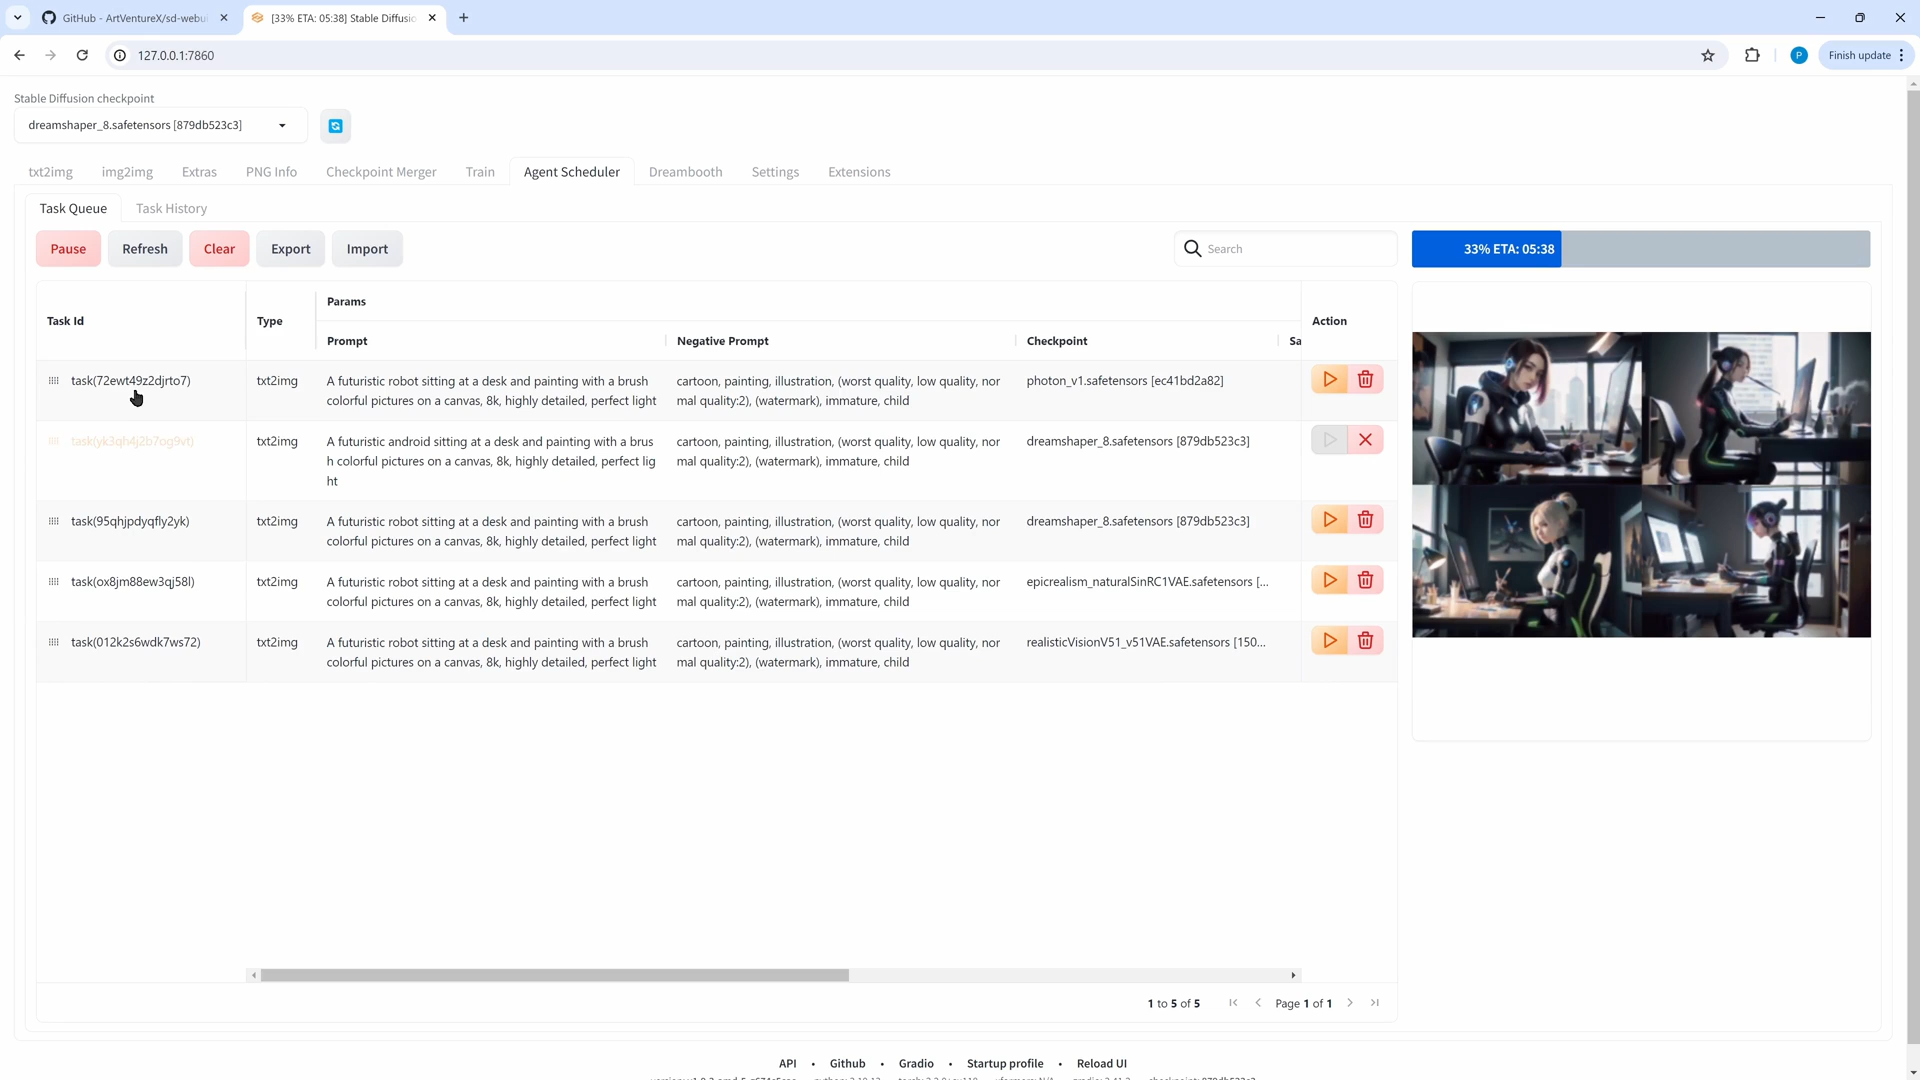 GitHub - ArtVentureX/sd-webu
[33% ETA: 05:38] Stable Diffusio
127.0.0.1:7860
P
Finish update
Stable Diffusion checkpoint
dreamshaper_8.safetensors [879db523c3]
txt2img img2img Extras PNG Info Checkpoint Merger Train Agent Scheduler Dreambooth Settings Extensions
Task Queue Task History
Pause Refresh Clear Export Import
Search
33% ETA: 05:38
Task Id Type Params Action
Prompt Negative Prompt Checkpoint Sa
task(72ewt49z2djrto7) txt2img A futuristic robot sitting at a desk and painting with a brush cartoon, painting, illustration, (worst quality, low quality, nor photon_v1.safetensors [ec41bd2a82]
colorful pictures on a canvas, 8k, highly detailed, perfect light mal quality:2), (watermark), immature, child
task(yk3qh4j2b7og9vt) txt2img A futuristic android sitting at a desk and painting with a brus cartoon, painting, illustration, (worst quality, low quality, nor dreamshaper_8.safetensors [879db523c3]
h colorful pictures on a canvas, 8k, highly detailed, perfect lig mal quality:2), (watermark), immature, child
ht
task(95qhjpdyqfly2yk) txt2img A futuristic robot sitting at a desk and painting with a brush cartoon, painting, illustration, (worst quality, low quality, nor dreamshaper_8.safetensors [879db523c3]
colorful pictures on a canvas, 8k, highly detailed, perfect light mal quality:2), (watermark), immature, child
task(ox8jm88ew3qj58l) txt2img A futuristic robot sitting at a desk and painting with a brush cartoon, painting, illustration, (worst quality, low quality, nor epicrealism_naturalSinRC1VAE.safetensors [...
colorful pictures on a canvas, 8k, highly detailed, perfect light mal quality:2), (watermark), immature, child
task(012k2s6wdk7ws72) txt2img A futuristic robot sitting at a desk and painting with a brush cartoon, painting, illustration, (worst quality, low quality, nor realisticVisionV51_v51VAE.safetensors [150...
colorful pictures on a canvas, 8k, highly detailed, perfect light mal quality:2), (watermark), immature, child
1 to 5 of 5 Page 1 of 1
API • Github • Gradio • Startup profile • Reload UI